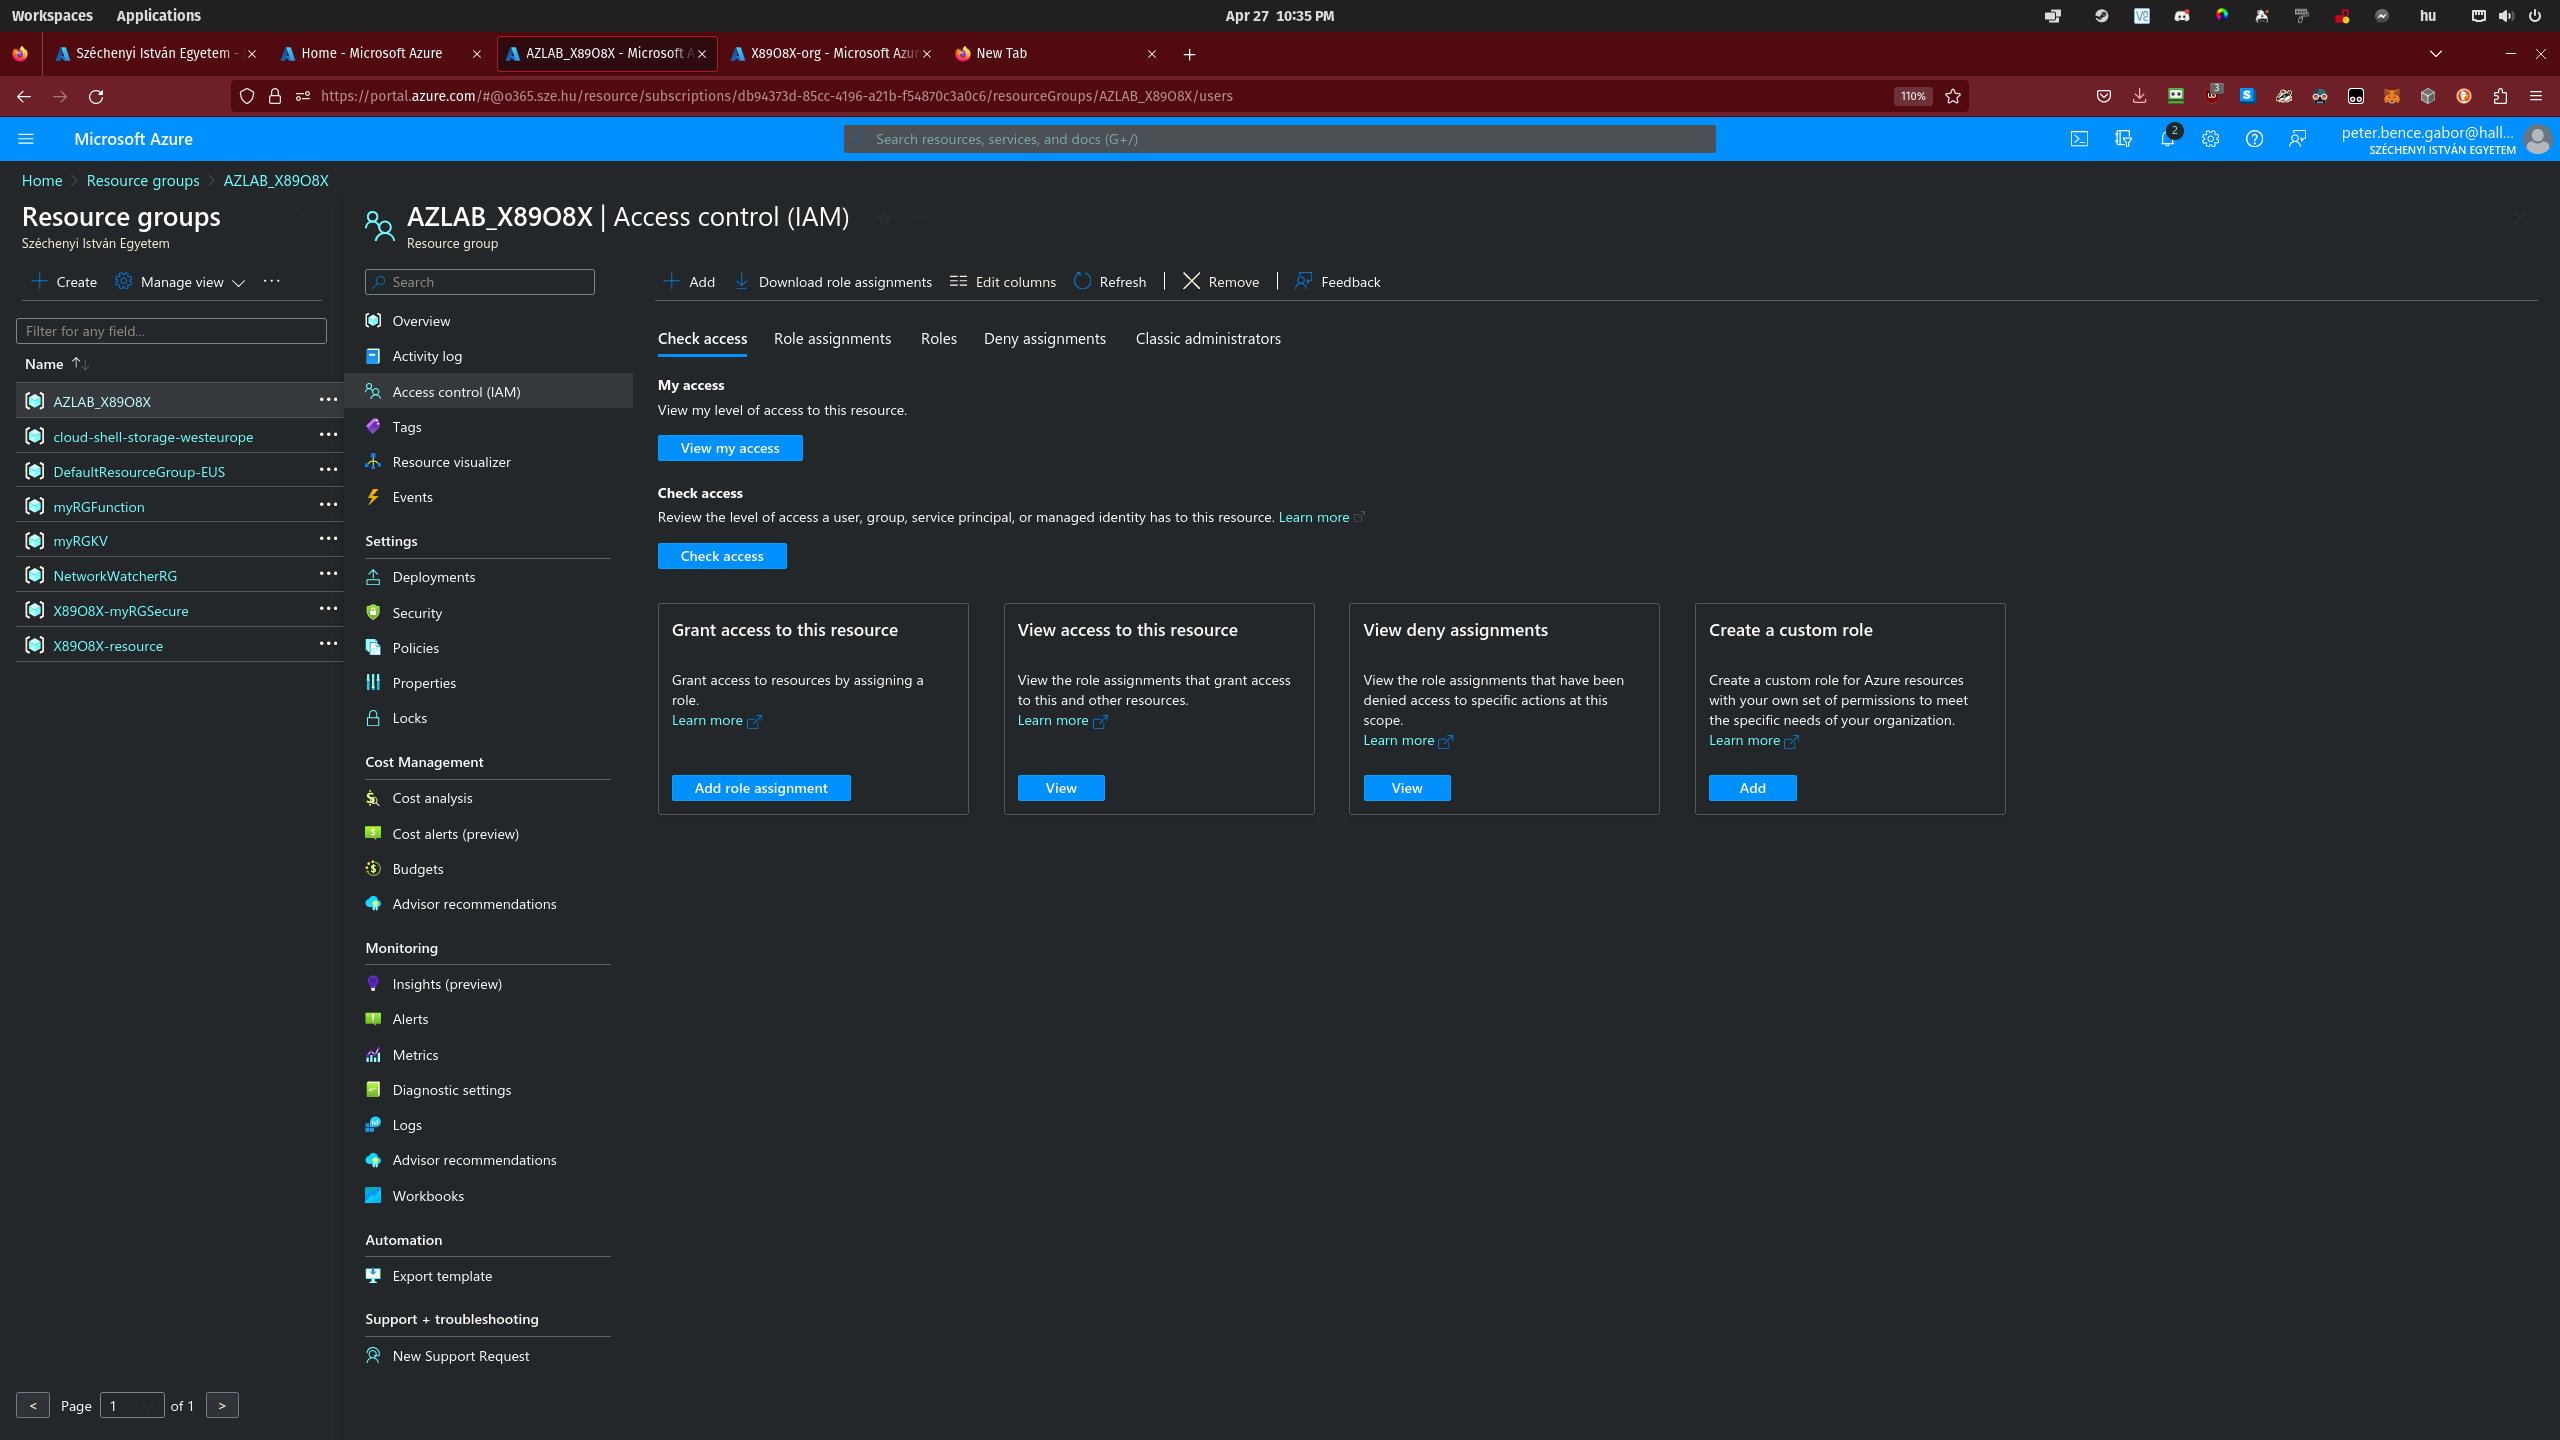 Workspaces Applications Apr 27 10:35 PM hu
Széchenyi István Egyetem - Home - Microsoft Azure AZLAB_X89O8X - Microsoft A X89O8X-org - Microsoft Azur New Tab
https://portal.azure.com/#@o365.sze.hu/resource/subscriptions/db94373d-85cc-4196-a21b-f54870c3a0c6/resourceGroups/AZLAB_X89O8X/users 110% 3
Microsoft Azure Search resources, services, and docs (G+/) 2 peter.bence.gabor@hall...
SZÉCHENYI ISTVÁN EGYETEM
Home > Resource groups > AZLAB_X89O8X
Resource groups
Széchenyi István Egyetem
Create Manage view ...
Filter for any field...
Name
AZLAB_X89O8X
cloud-shell-storage-westeurope
DefaultResourceGroup-EUS
myRGFunction
myRGKV
NetworkWatcherRG
X89O8X-myRGSecure
X89O8X-resource
< Page 1 of 1 >
AZLAB_X89O8X | Access control (IAM)
Resource group
Search
Overview
Activity log
Access control (IAM)
Tags
Resource visualizer
Events
Settings
Deployments
Security
Policies
Properties
Locks
Cost Management
Cost analysis
Cost alerts (preview)
Budgets
Advisor recommendations
Monitoring
Insights (preview)
Alerts
Metrics
Diagnostic settings
Logs
Advisor recommendations
Workbooks
Automation
Export template
Support + troubleshooting
New Support Request
Add Download role assignments Edit columns Refresh Remove Feedback
Check access Role assignments Roles Deny assignments Classic administrators
My access
View my level of access to this resource.
View my access
Check access
Review the level of access a user, group, service principal, or managed identity has to this resource. Learn more
Check access
Grant access to this resource
Grant access to resources by assigning a
role.
Learn more
Add role assignment
View access to this resource
View the role assignments that grant access
to this and other resources.
Learn more
View
View deny assignments
View the role assignments that have been
denied access to specific actions at this
scope.
Learn more
View
Create a custom role
Create a custom role for Azure resources
with your own set of permissions to meet
the specific needs of your organization.
Learn more
Add